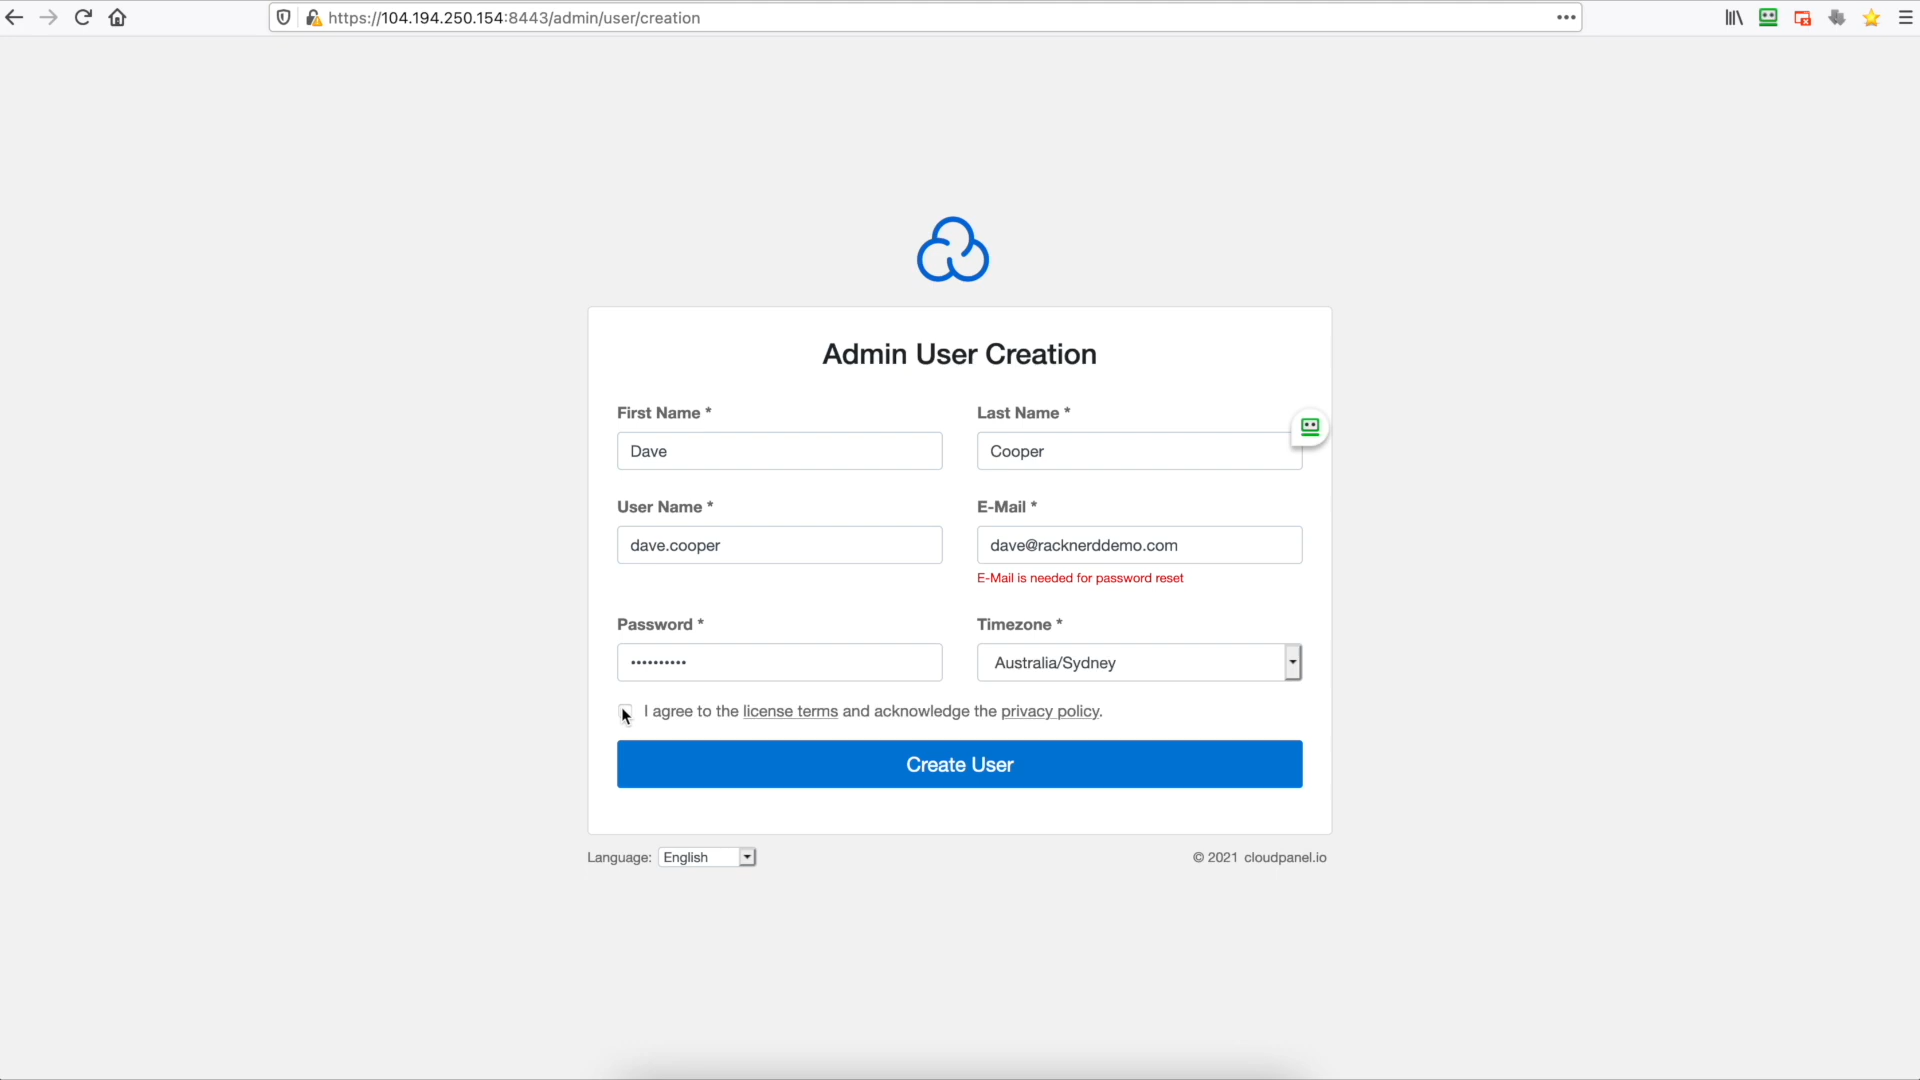 https://104.194.250.154:8443/admin/user/creation
Admin User Creation
First Name *
Last Name *
Dave
Cooper
User Name *
E-Mail *
dave.cooper
dave@racknerddemo.com
E-Mail is needed for password reset
Password *
Timezone *
••••••••••
Australia/Sydney
I agree to the license terms and acknowledge the privacy policy.
Create User
Language: English
© 2021 cloudpanel.io